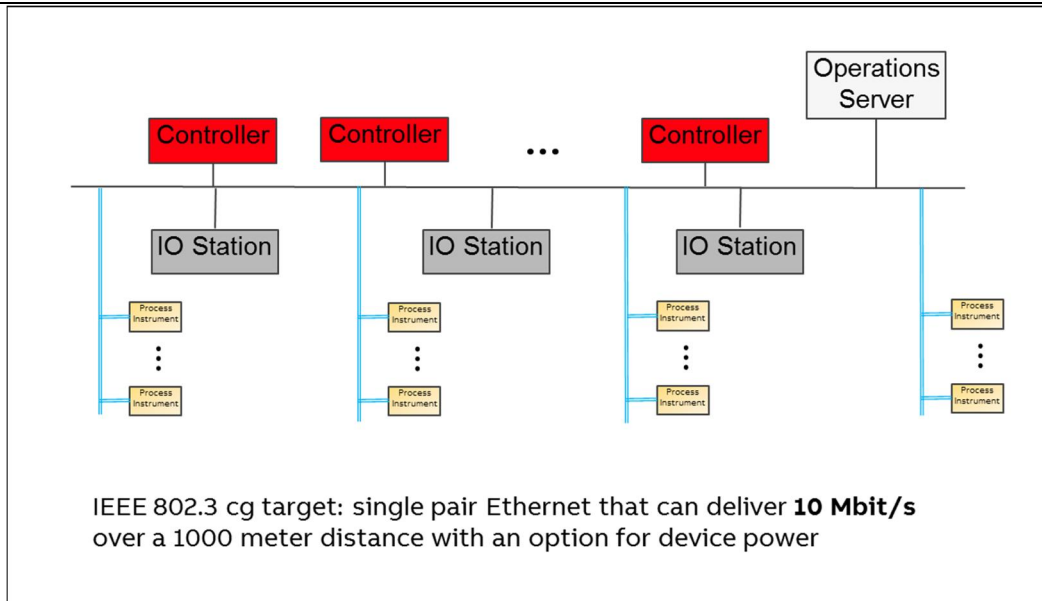 Operations
Server
Controller
Controller
...
Controller
IO Station
IO Station
IO Station
Process
Instrument
Process
Instrument
Process
Instrument
Process
Instrument
Process
Instrument
Process
Instrument
Process
Instrument
Process
Instrument
IEEE 802.3 cg target: single pair Ethernet that can deliver 10 Mbit/s
over a 1000 meter distance with an option for device power